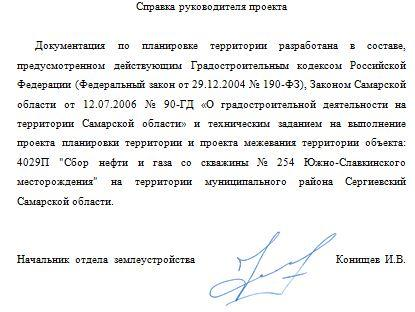 Справка руководителя проекта
Документация по планировке территории разработана в составе,
предусмотренном действующим Градостроительным кодексом Российской
Федерации (Федеральный закон от 29.12.2004 № 190-ФЗ), Законом Самарской
области от 12.07.2006 № 90-ГД «О градостроительной деятельности на
территории Самарской области» и техническим заданием на выполнение
проекта планировки территории и проекта межевания территории объекта:
4029П "Сбор нефти и газа со скважины № 254 Южно-Славкинского
месторождения" на территории муниципального района Сергиевский
Самарской области.
Начальник отдела землеустройства Конищев И.В.